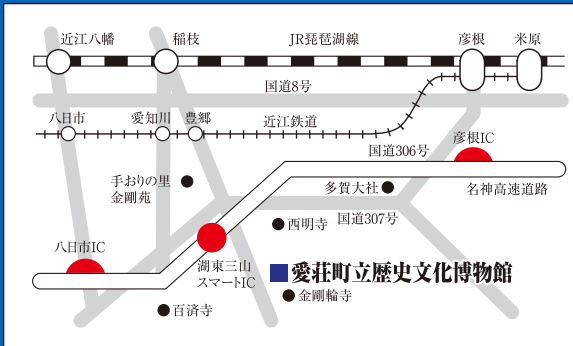 近江八幡
稲枝
JR琵琶湖線
彦根
米原
国道8号
八日市
愛知川
豊郷
近江鉄道
国道306号
彦根IC
手おりの里
金剛苑
多賀大社
名神高速道路
国道307号
西明寺
八日市IC
湖東三山
スマートIC
愛荘町立歴史文化博物館
金剛輪寺
百済寺